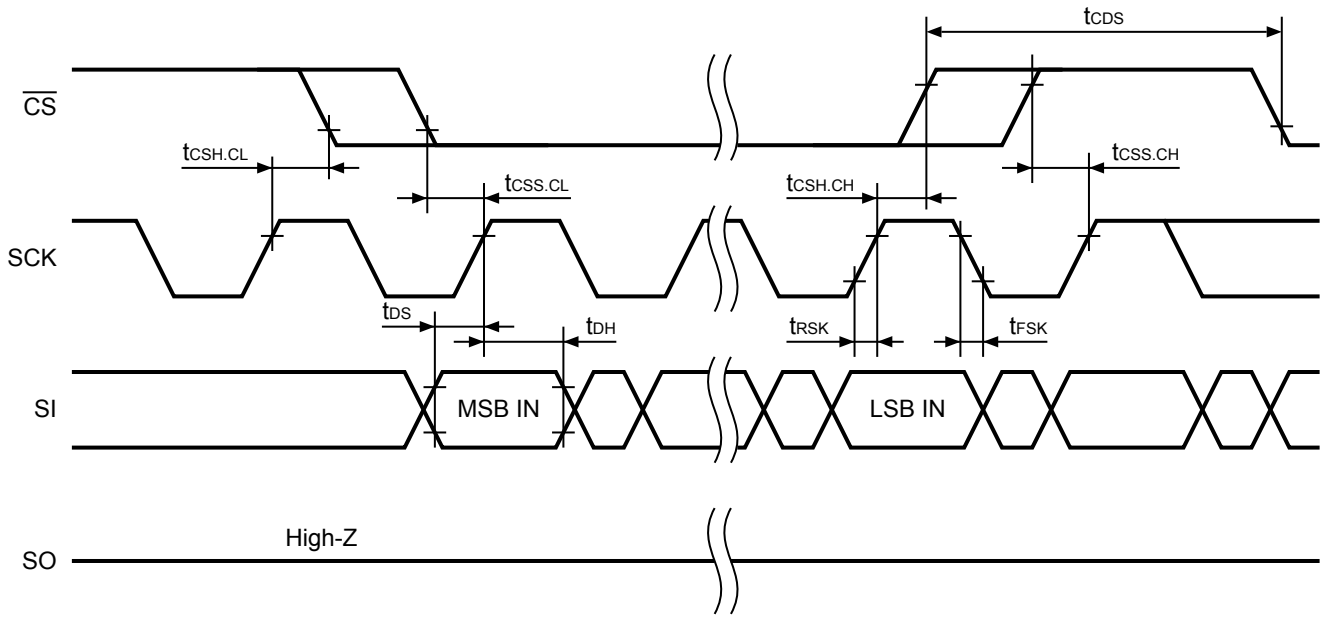 tCDS
CS
tCSH.CL
tCSS.CL
tCSH.CH
tCSS.CH
SCK
tDS
tDH
tRSK
tFSK
SI
MSB IN
LSB IN
High-Z
SO